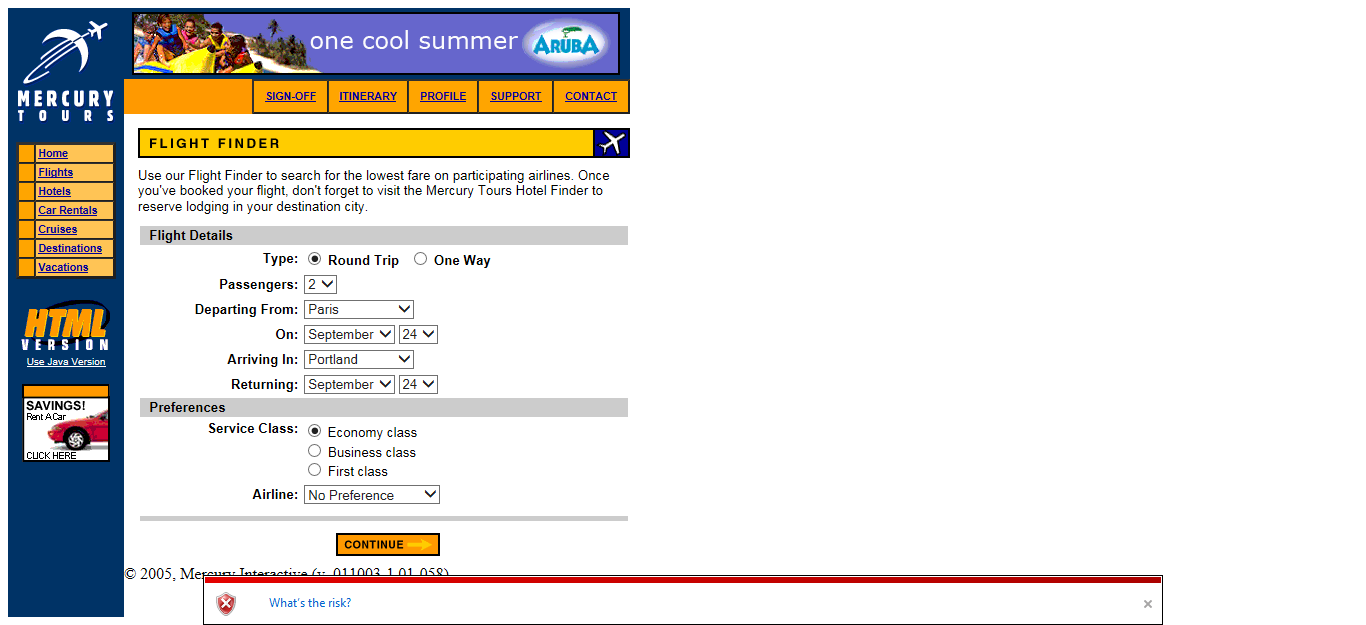 one cool summer ARUBA
MERCURY
TOURS
SIGN-OFF ITINERARY PROFILE SUPPORT CONTACT
Home
Flights
Hotels
Car Rentals
Cruises
Destinations
Vacations
HTML
VERSION
Use Java Version
SAVINGS!
Rent A Car
CLICK HERE
FLIGHT FINDER
Use our Flight Finder to search for the lowest fare on participating airlines. Once
you've booked your flight, don't forget to visit the Mercury Tours Hotel Finder to
reserve lodging in your destination city.
Flight Details
Type: Round Trip One Way
Passengers: 2
Departing From: Paris
On: September 24
Arriving In: Portland
Returning: September 24
Preferences
Service Class: Economy class
Business class
First class
Airline: No Preference
CONTINUE
© 2005, Mercury Interactive (v. 011003-1.01-058)
What's the risk?